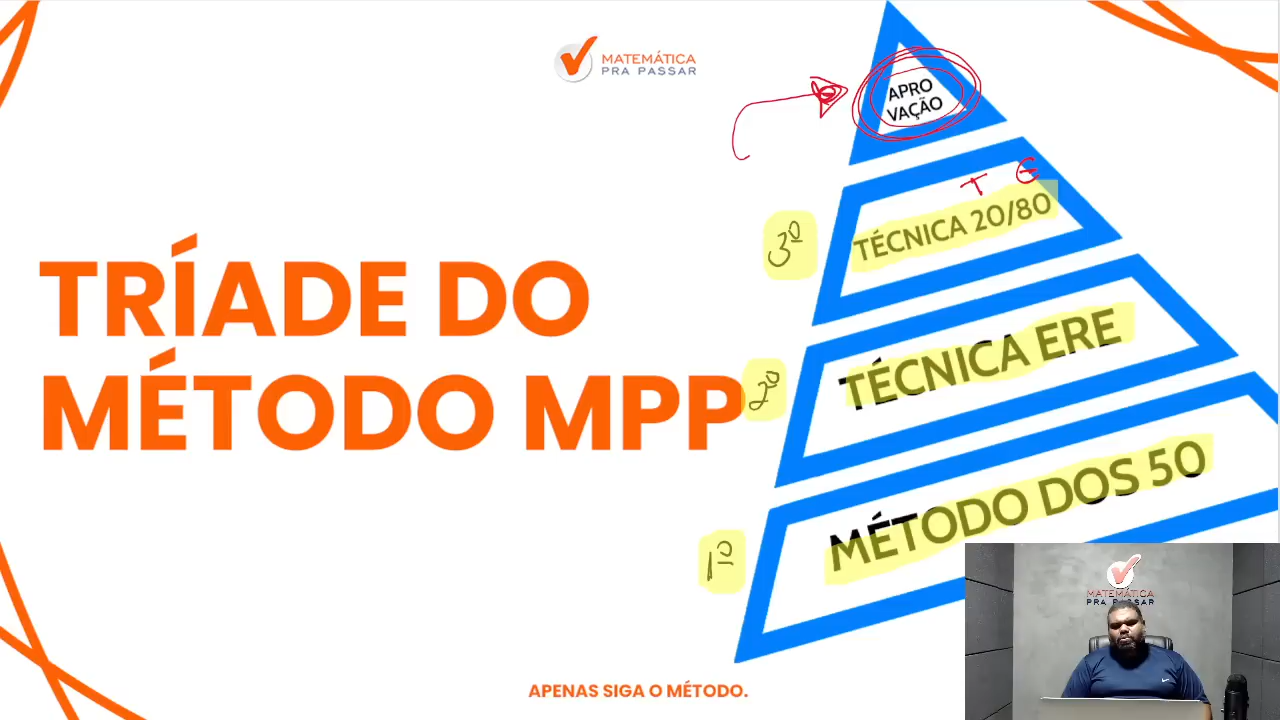 MATEMÁTICA
PRA PASSAR
APRO
VAÇÃO
T E
3º
TÉCNICA 20/80
TRÍADE DO
MÉTODO MPP
2º
TÉCNICA ERE
1º
MÉTODO DOS 50
MATEMÁTICA
PRA PASSAR
APENAS SIGA O MÉTODO.